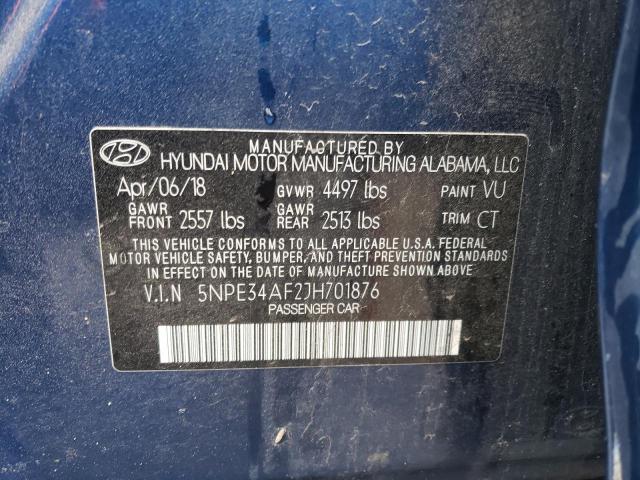 MANUFACTURED BY
HYUNDAI MOTOR MANUFACTURING ALABAMA, LLC
Apr/06/18 GVWR 4497 lbs PAINT VU
GAWR FRONT 2557 lbs GAWR REAR 2513 lbs TRIM CT
THIS VEHICLE CONFORMS TO ALL APPLICABLE U.S.A. FEDERAL
MOTOR VEHICLE SAFETY, BUMPER, AND THEFT PREVENTION STANDARDS
IN EFFECT ON THE DATE OF MANUFACTURE SHOWN ABOVE.
V.I.N 5NPE34AF2JH701876
PASSENGER CAR